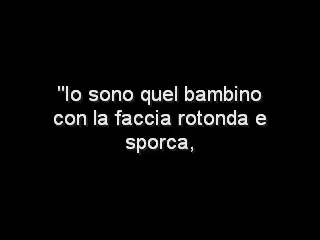 "Io sono quel bambino
con la faccia rotonda e
sporca,